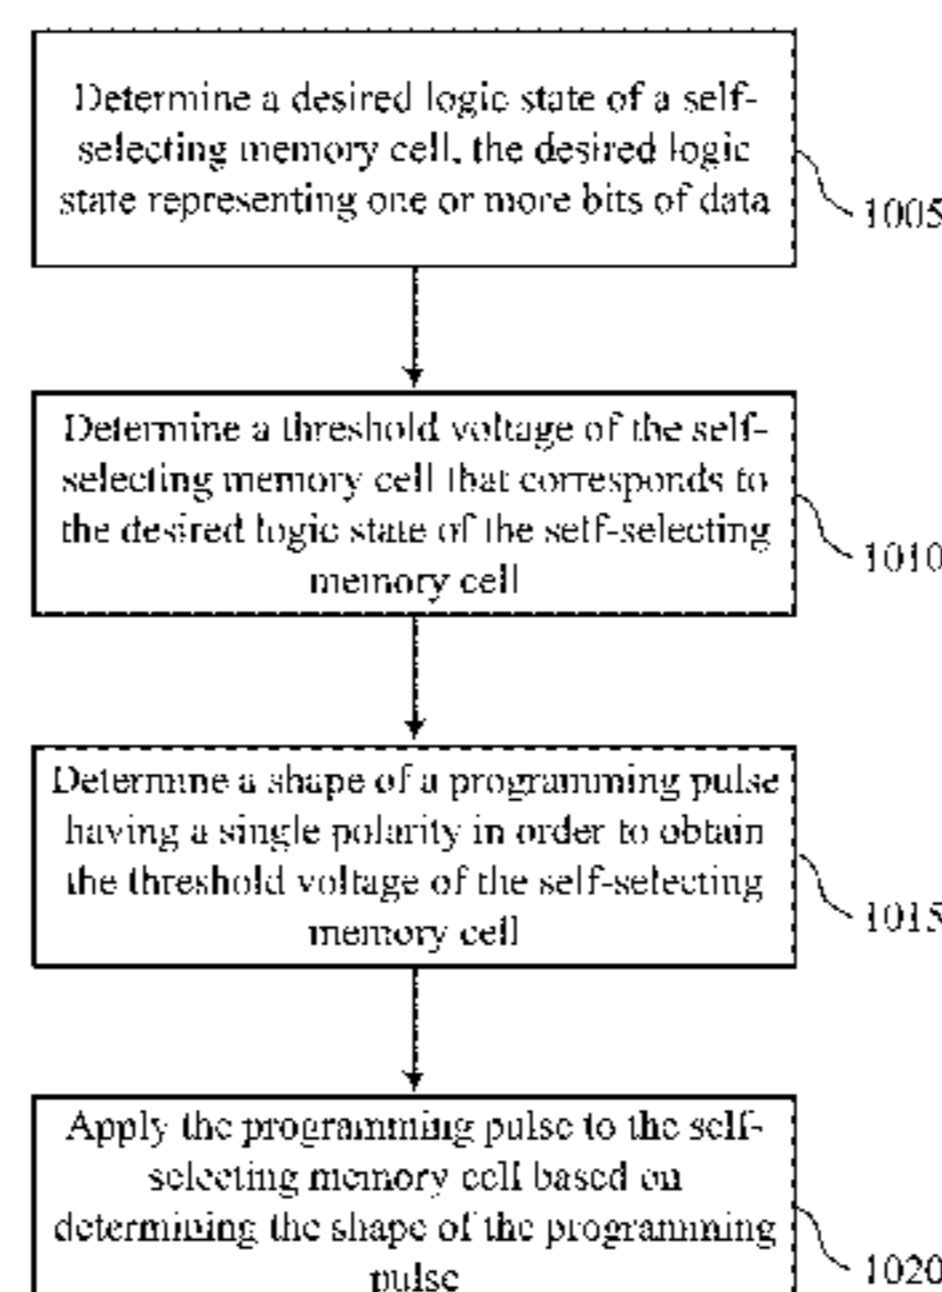 Determine a desired logic state of a self-
selecting memory cell, the desired logic
state representing one or more bits of data
1005
Determine a threshold voltage of the self-
selecting memory cell that corresponds to
the desired logic state of the self-selecting
memory cell
1010
Determine a shape of a programming pulse
having a single polarity in order to obtain
the threshold voltage of the self-selecting
memory cell
1015
Apply the programming pulse to the self-
selecting memory cell based on
determining the shape of the programming
pulse
1020